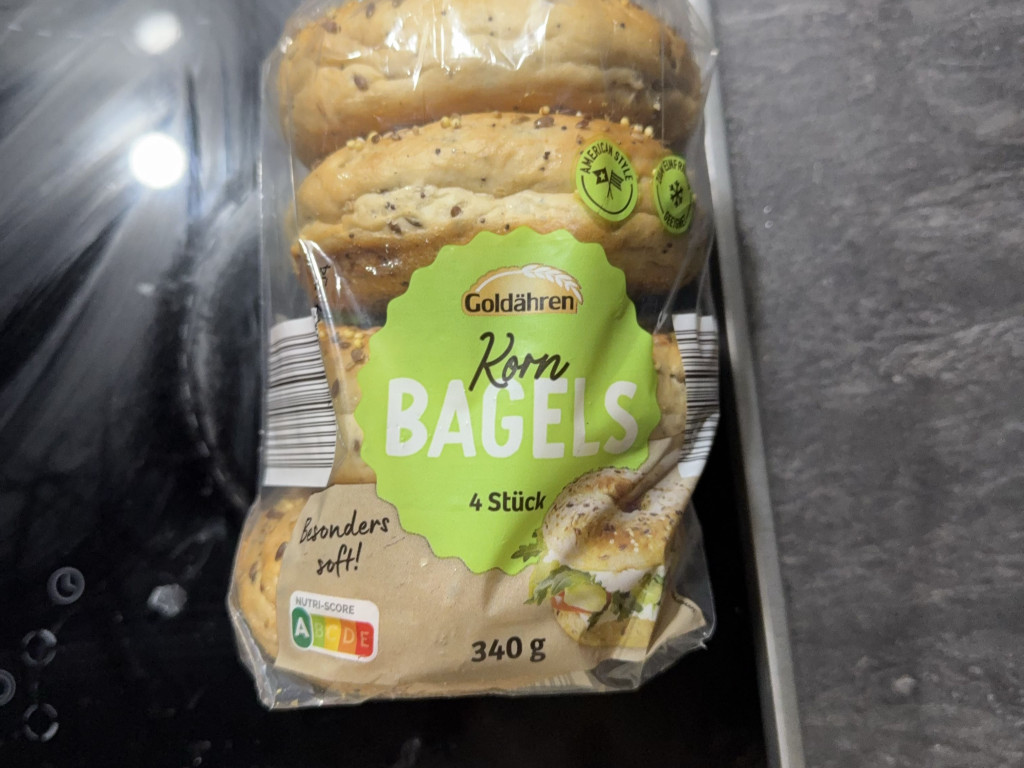 AMERICAN STYLE
Goldähren
Korn
BAGELS
4 Stück
Besonders
soft!
NUTRI-SCORE
A B C D E
340 g